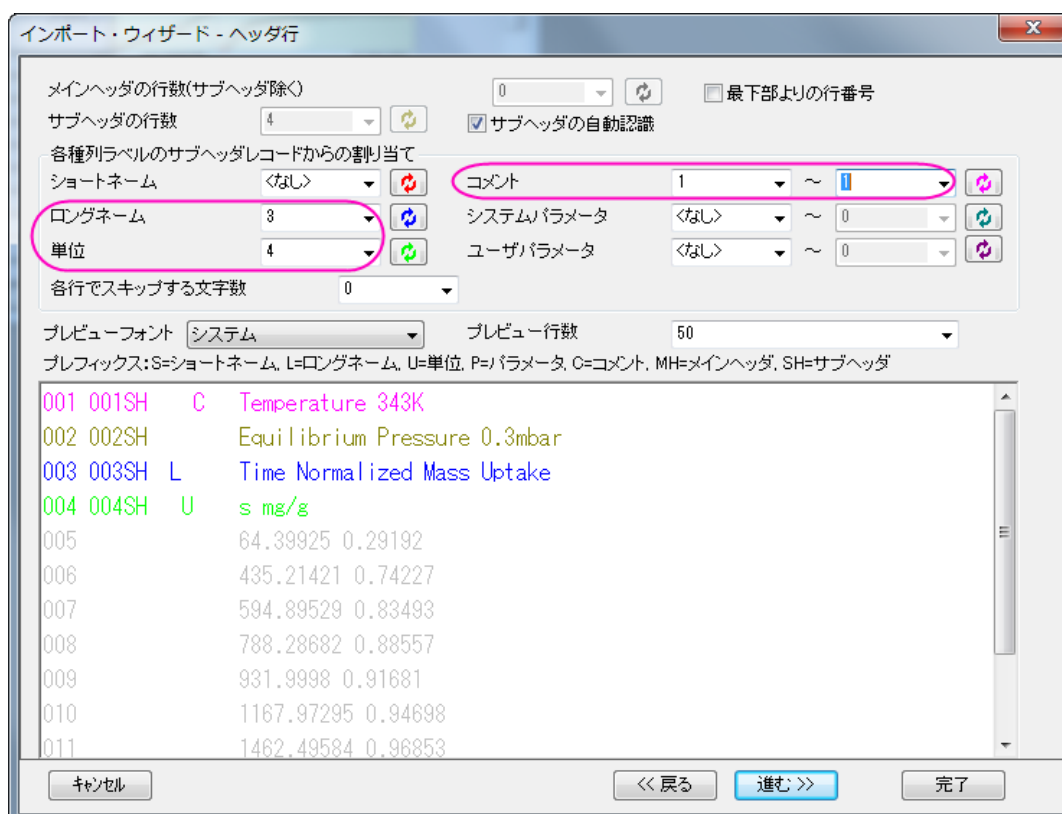 インポート・ウィザード - ヘッダ行
x
メインヘッダの行数(サブヘッダ除く) 0 最下部よりの行番号
サブヘッダの行数 4 サブヘッダの自動認識
各種列ラベルのサブヘッダレコードからの割り当て
ショートネーム <なし> コメント 1 ～ 1
ロングネーム 3 システムパラメータ <なし> ～ 0
単位 4 ユーザパラメータ <なし> ～ 0
各行でスキップする文字数 0
プレビューフォント システム プレビュー行数 50
プレフィックス:S=ショートネーム, L=ロングネーム, U=単位, P=パラメータ, C=コメント, MH=メインヘッダ, SH=サブヘッダ
001 001SH C Temperature 343K
002 002SH Equilibrium Pressure 0.3mbar
003 003SH L Time Normalized Mass Uptake
004 004SH U s mg/g
005 64.39925 0.29192
006 435.21421 0.74227
007 594.89529 0.83493
008 788.28682 0.88557
009 931.9998 0.91681
010 1167.97295 0.94698
011 1462.49584 0.96853
キャンセル << 戻る 進む >> 完了